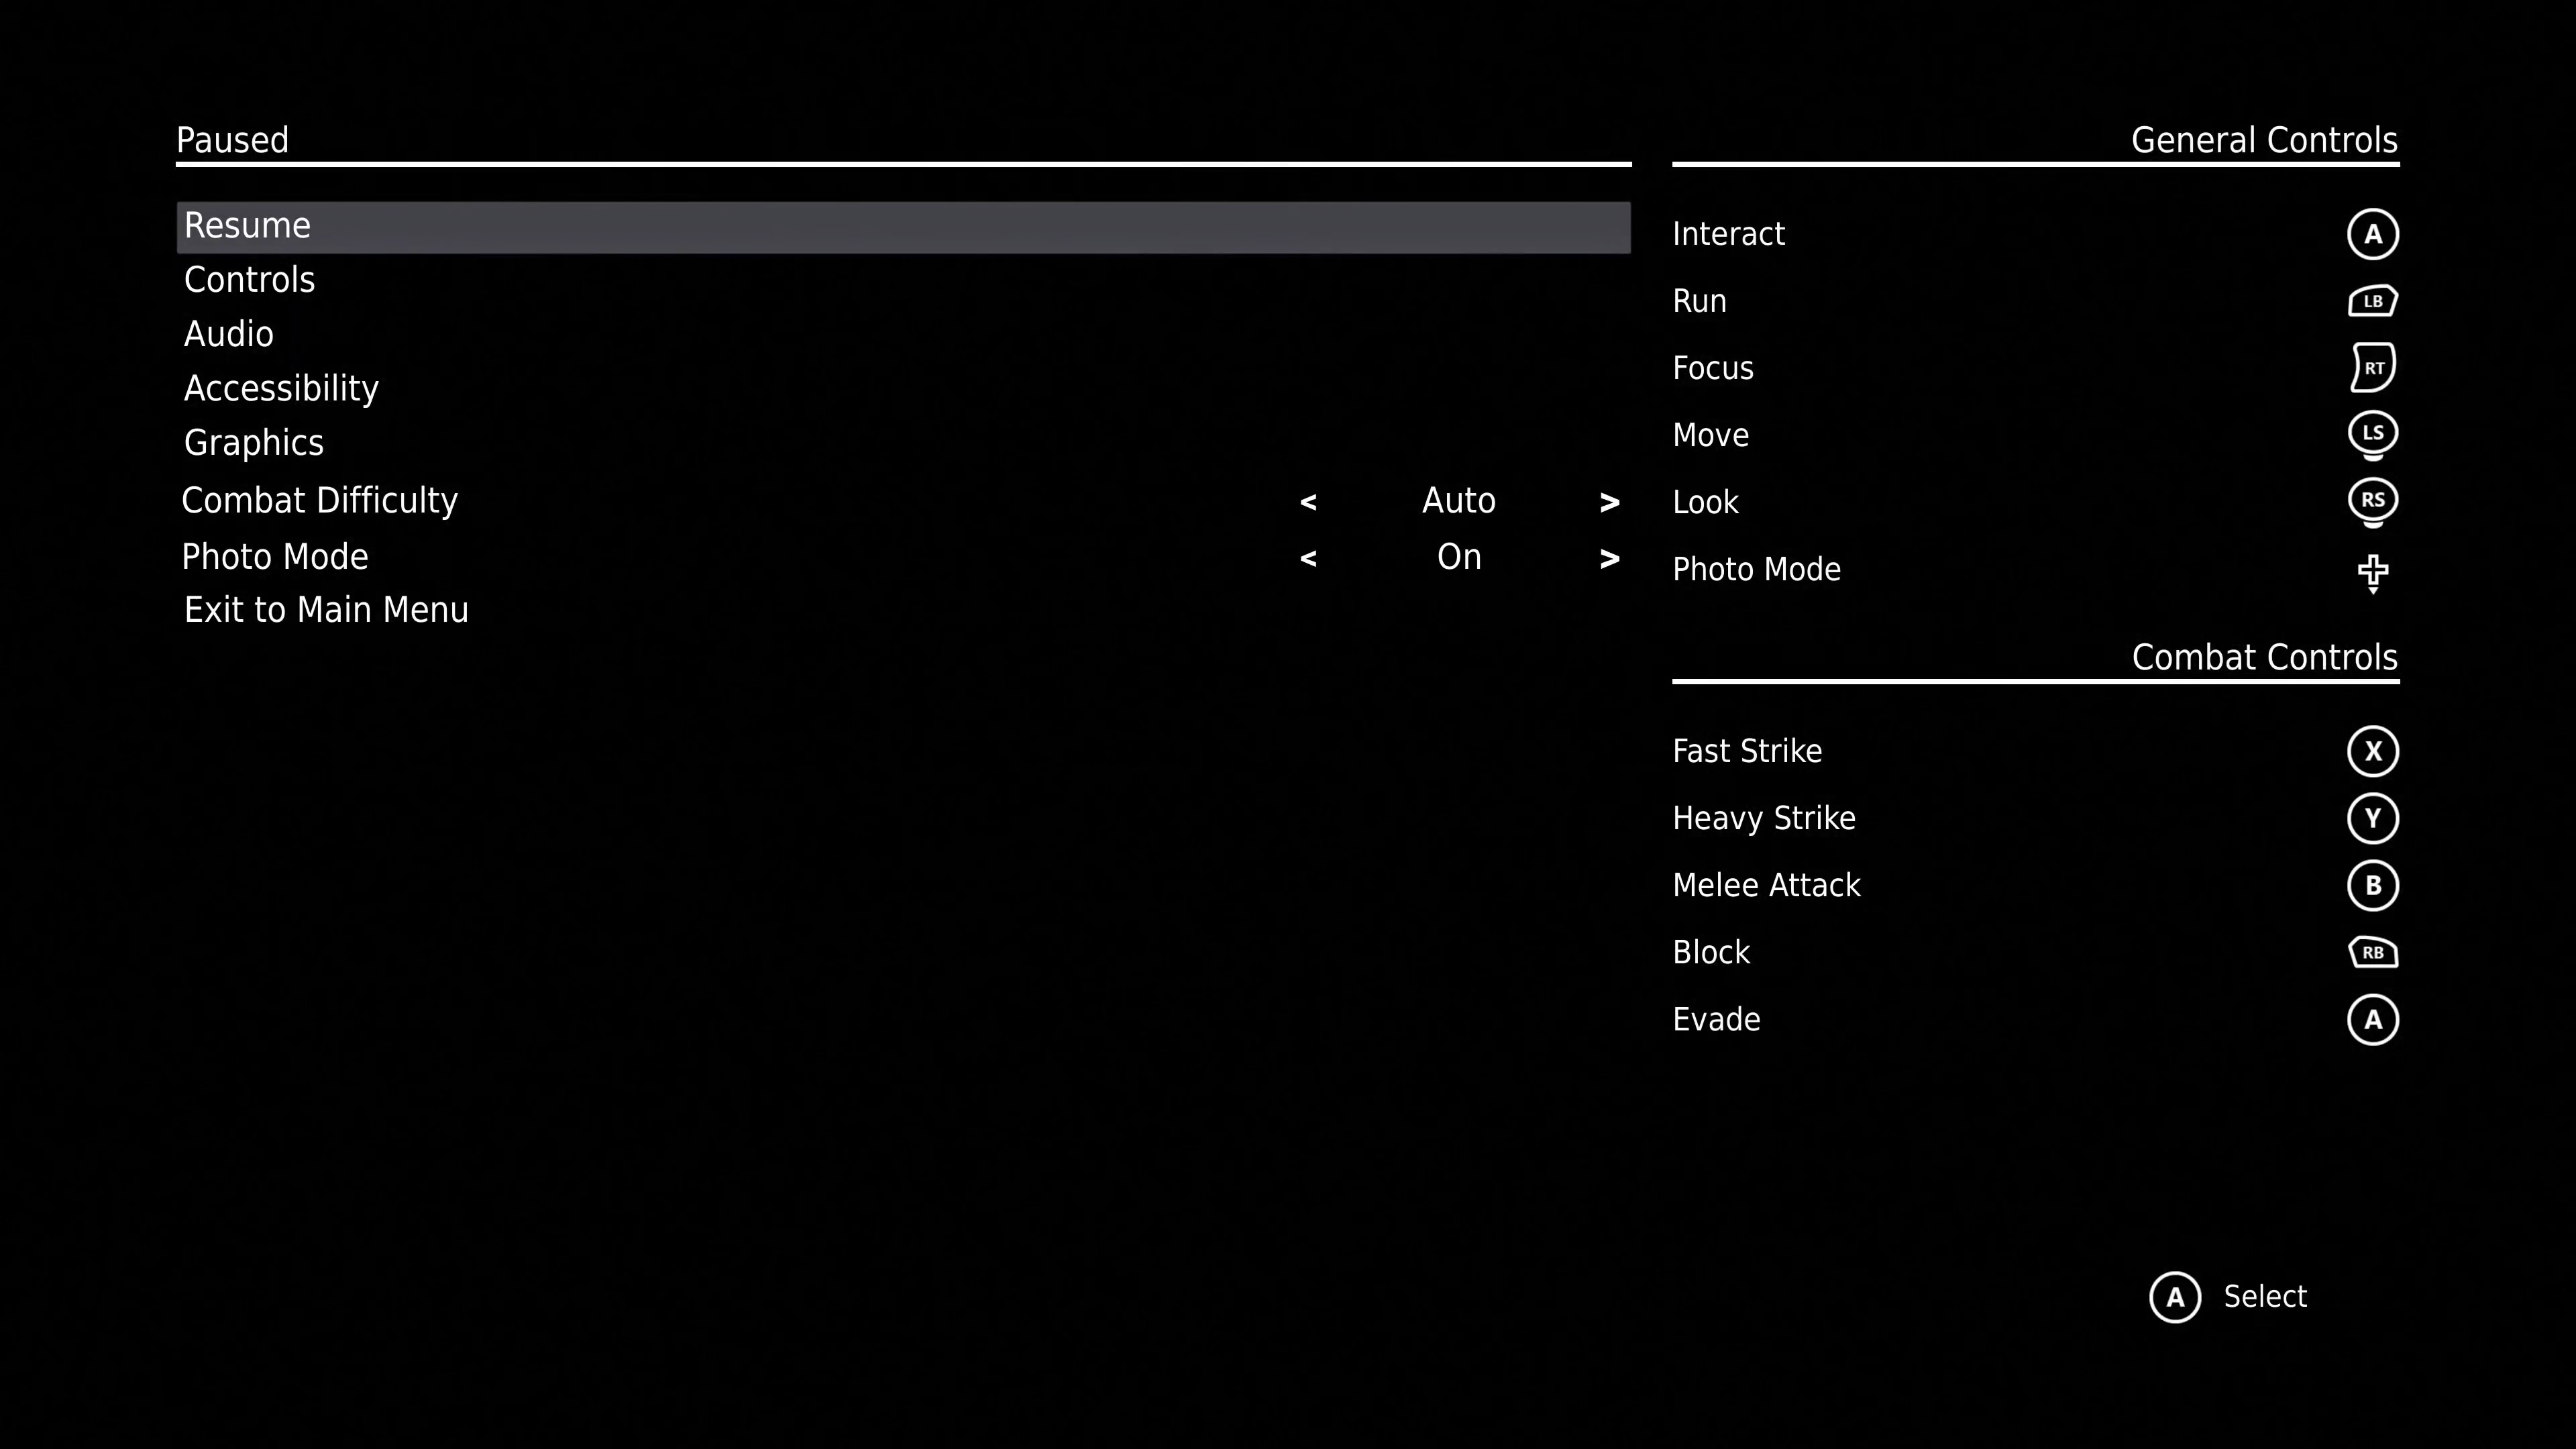 Paused
Resume
Controls
Audio
Accessibility
Graphics
Combat Difficulty < Auto >
Photo Mode < On >
Exit to Main Menu
General Controls
Interact A
Run LB
Focus RT
Move LS
Look RS
Photo Mode
Combat Controls
Fast Strike X
Heavy Strike Y
Melee Attack B
Block RB
Evade A
A Select